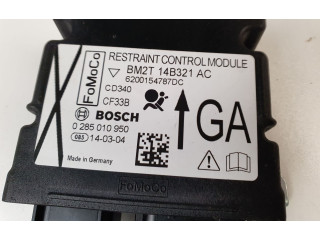 FoMoCo
RESTRAINT CONTROL MODULE
BM2T 14B321 AC
6200154787DC
CD340
CF33B
BOSCH
0 285 010 950
085 14-03-04
Made in Germany
GA
FoMoCo